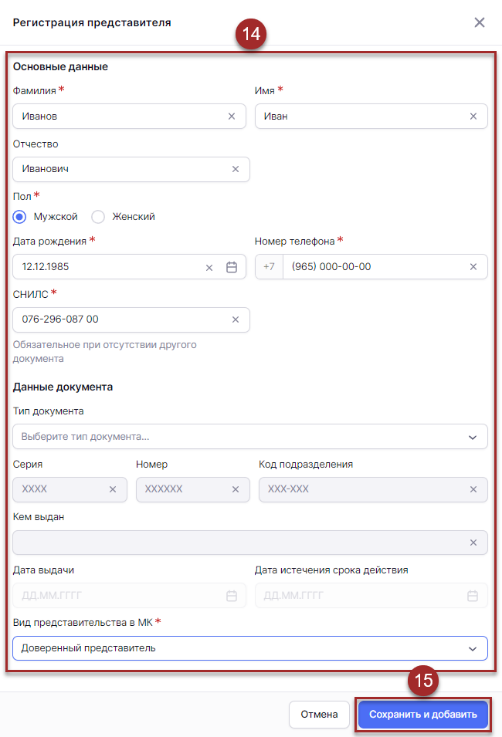 Регистрация представителя
14
Основные данные
Фамилия * Имя *
Иванов Иван
Отчество
Иванович
Пол *
Мужской Женский
Дата рождения * Номер телефона *
12.12.1985 +7 (965) 000-00-00
СНИЛС *
076-296-087 00
Обязательное при отсутствии другого
документа
Данные документа
Тип документа
Выберите тип документа...
Серия Номер Код подразделения
XXXX XXXXXX XXX-XXX
Кем выдан
Дата выдачи Дата истечения срока действия
ДД.ММ.ГГГГ ДД.ММ.ГГГГ
Вид представительства в МК *
Доверенный представитель
15
Отмена Сохранить и добавить